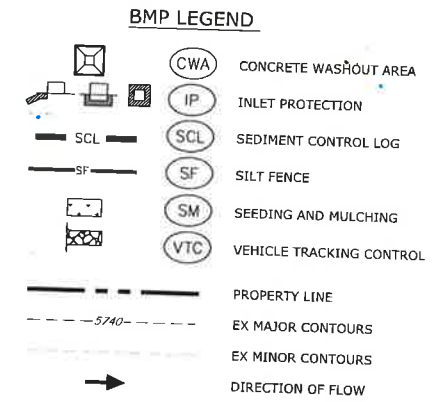 BMP LEGEND
CWA CONCRETE WASHOUT AREA
IP INLET PROTECTION
SCL SCL SEDIMENT CONTROL LOG
SF SF SILT FENCE
SM SEEDING AND MULCHING
VTC VEHICLE TRACKING CONTROL
PROPERTY LINE
5740 EX MAJOR CONTOURS
EX MINOR CONTOURS
DIRECTION OF FLOW